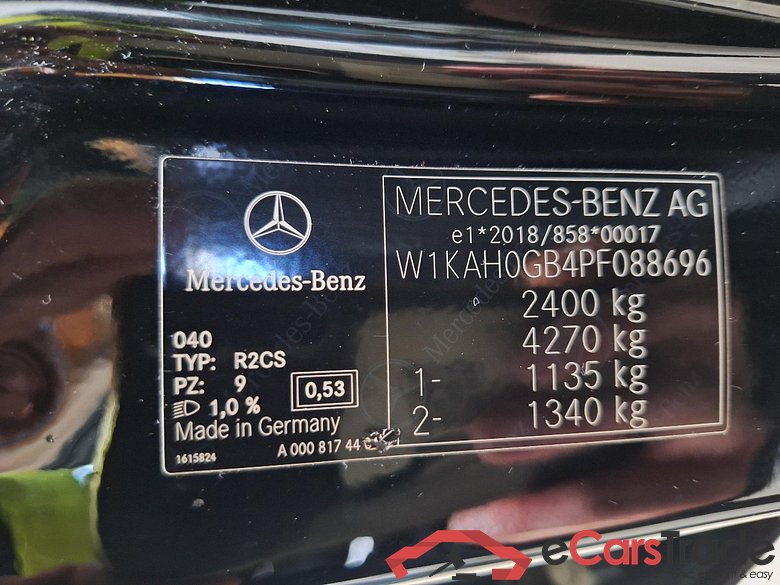 Mercedes-Benz
040
TYP: R2CS
PZ: 9
0,53
1,0 %
Made in Germany
1615824
A 000 817 44
MERCEDES-BENZ AG
e1*2018/858*00017
W1KAH0GB4PF088696
2400 kg
4270 kg
1- 1135 kg
2- 1340 kg
eCarsTrade
& easy